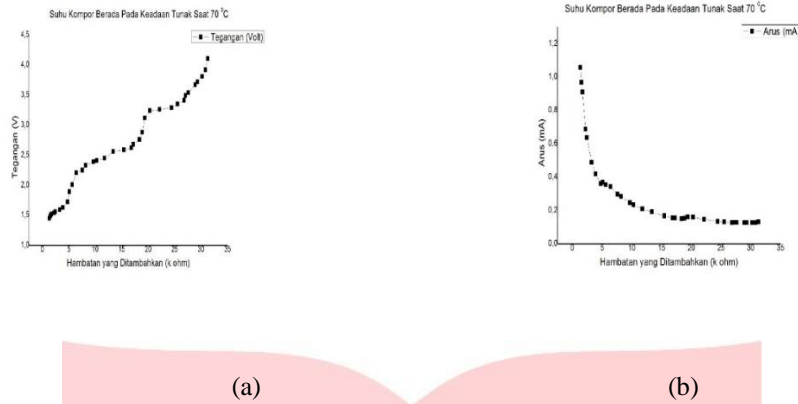 Suhu Kompor Berada Pada Keadaan Tunak Saat 70 °C
Tegangan (Volt)
4,5
4,0
3,5
3,0
2,5
2,0
1,5
1,0
Tegangan (V)
0 5 10 15 20 25 30 35
Hambatan yang Ditambahkan (k ohm)
(a)
Suhu Kompor Berada Pada Keadaan Tunak Saat 70 °C
Arus (mA
1,2
1,0
0,8
0,6
0,4
0,2
0,0
Arus (mA)
0 5 10 15 20 25 30 35
Hambatan yang Ditambahkan (k ohm)
(b)